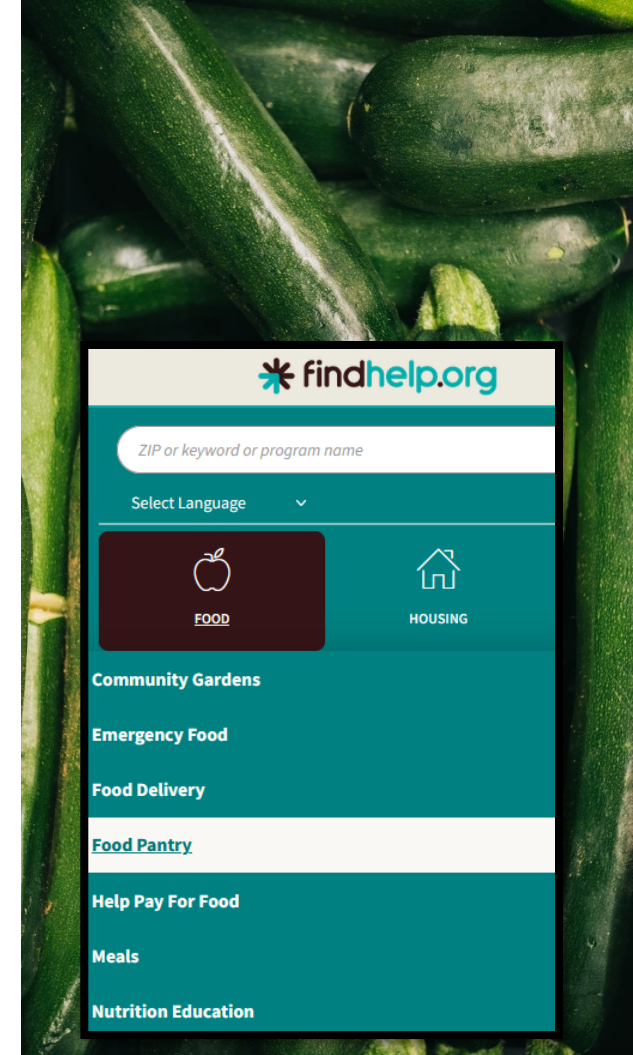 findhelp.org
ZIP or keyword or program name
Select Language
FOOD
HOUSING
Community Gardens
Emergency Food
Food Delivery
Food Pantry
Help Pay For Food
Meals
Nutrition Education